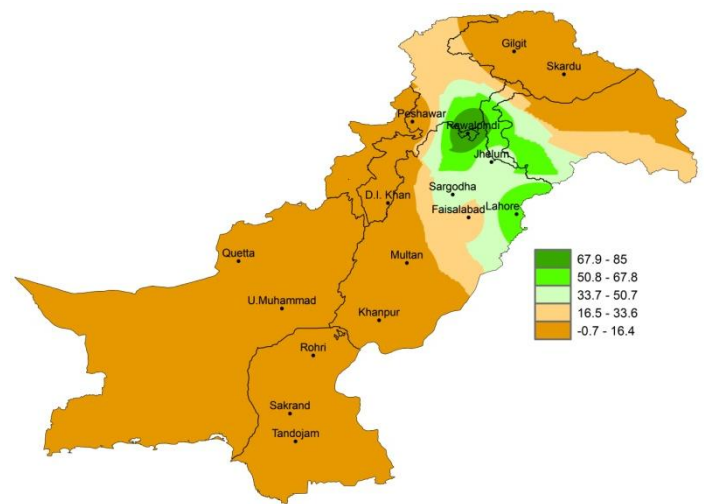 Gilgit
Skardu
Peshawar
Rawalpindi
Jhelum
Sargodha
D.I. Khan
Faisalabad
Lahore
Quetta
Multan
U.Muhammad
Khanpur
Rohri
Sakrand
Tandojam
67.9 - 85
50.8 - 67.8
33.7 - 50.7
16.5 - 33.6
-0.7 - 16.4